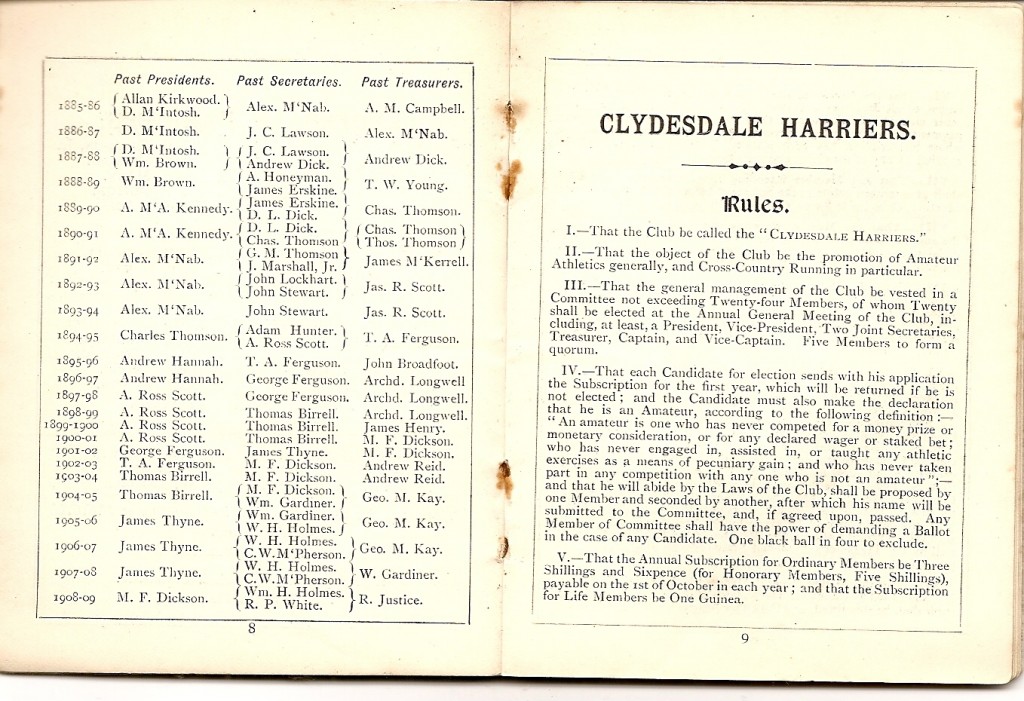 Past Presidents. Past Secretaries. Past Treasurers.
1885-86 { Allan Kirkwood. } Alex. M‘Nab. A. M. Campbell.
{ D. M‘Intosh. }
1886-87 D. M‘Intosh. J. C. Lawson. Alex. M‘Nab.
1887-88 { D. M‘Intosh. } { J. C. Lawson. } Andrew Dick.
{ Wm. Brown. } { Andrew Dick. }
1888-89 Wm. Brown. { A. Honeyman. } T. W. Young.
{ James Erskine. }
1889-90 A. M‘A. Kennedy. { James Erskine. } Chas. Thomson.
{ D. L. Dick. }
1890-91 A. M‘A. Kennedy. { D. L. Dick. } { Chas. Thomson }
{ Chas. Thomson } { Thos. Thomson }
1891-92 Alex. M‘Nab. { G. M. Thomson } James M‘Kerrell.
{ J. Marshall, Jr. }
1892-93 Alex. M‘Nab. { John Lockhart. } Jas. R. Scott.
{ John Stewart. }
1893-94 Alex. M‘Nab. John Stewart. Jas. R. Scott.
1894-95 Charles Thomson. { Adam Hunter. } T. A. Ferguson.
{ A. Ross Scott. }
1895-96 Andrew Hannah. T. A. Ferguson. John Broadfoot.
1896-97 Andrew Hannah. George Ferguson. Archd. Longwell
1897-98 A. Ross Scott. George Ferguson. Archd. Longwell.
1898-99 A. Ross Scott. Thomas Birrell. Archd. Longwell.
1899-1900 A. Ross Scott. Thomas Birrell. James Henry.
1900-01 A. Ross Scott. Thomas Birrell. M. F. Dickson.
1901-02 George Ferguson. James Thyne. M. F. Dickson.
1902-03 T. A. Ferguson. M. F. Dickson. Andrew Reid.
1903-04 Thomas Birrell. M. F. Dickson. Andrew Reid.
1904-05 Thomas Birrell. { M. F. Dickson. } Geo. M. Kay.
{ Wm. Gardiner. }
1905-06 James Thyne. { Wm. Gardiner. } Geo. M. Kay.
{ W. H. Holmes. }
1906-07 James Thyne. { W. H. Holmes. } Geo. M. Kay.
{ C.W.M‘Pherson. }
1907-08 James Thyne. { W. H. Holmes. } W. Gardiner.
{ C.W.M‘Pherson. }
1908-09 M. F. Dickson. { Wm. H. Holmes. } R. Justice.
{ R. P. White. }
8
CLYDESDALE HARRIERS.
Rules.
I.—That the Club be called the “CLYDESDALE HARRIERS.”
II.—That the object of the Club be the promotion of Amateur
Athletics generally, and Cross-Country Running in particular.
III.—That the general management of the Club be vested in a
Committee not exceeding Twenty-four Members, of whom Twenty
shall be elected at the Annual General Meeting of the Club, in-
cluding, at least, a President, Vice-President, Two Joint Secretaries,
Treasurer, Captain, and Vice-Captain. Five Members to form a
quorum.
IV.—That each Candidate for election sends with his application
the Subscription for the first year, which will be returned if he is
not elected; and the Candidate must also make the declaration
that he is an Amateur, according to the following definition:—
“An amateur is one who has never competed for a money prize or
monetary consideration, or for any declared wager or staked bet;
who has never engaged in, assisted in, or taught any athletic
exercises as a means of pecuniary gain; and who has never taken
part in any competition with any one who is not an amateur”;—
and that he will abide by the Laws of the Club, shall be proposed by
one Member and seconded by another, after which his name will be
submitted to the Committee, and, if agreed upon, passed. Any
Member of Committee shall have the power of demanding a Ballot
in the case of any Candidate. One black ball in four to exclude.
V.—That the Annual Subscription for Ordinary Members be Three
Shillings and Sixpence (for Honorary Members, Five Shillings),
payable on the 1st of October in each year; and that the Subscription
for Life Members be One Guinea.
9